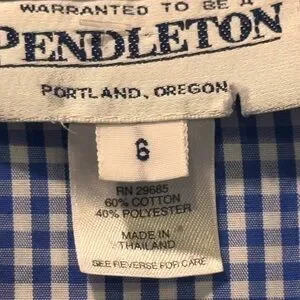 WARRANTED TO BE A
PENDLETON
PORTLAND, OREGON
6
RN 29685
60% COTTON
40% POLYESTER
MADE IN
THAILAND
SEE REVERSE FOR CARE